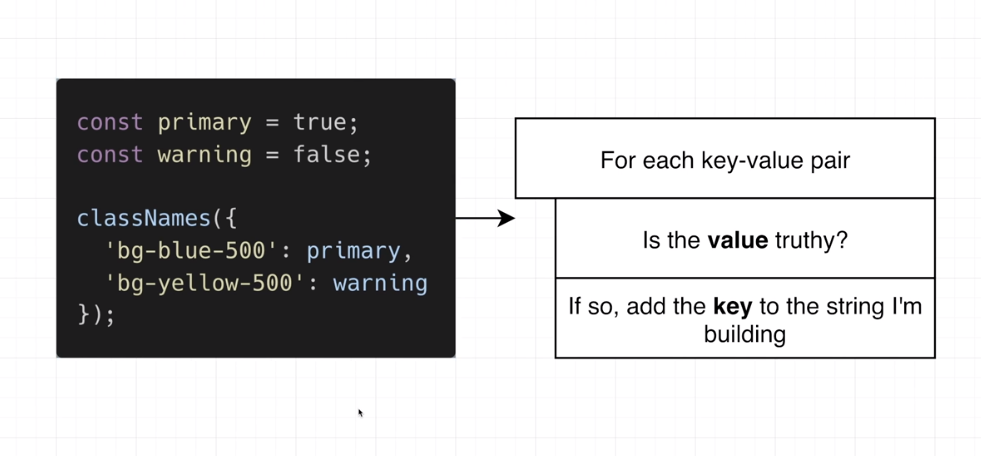 const primary = true;
const warning = false;
classNames({
'bg-blue-500': primary,
'bg-yellow-500': warning
});
For each key-value pair
Is the value truthy?
If so, add the key to the string I'm
building